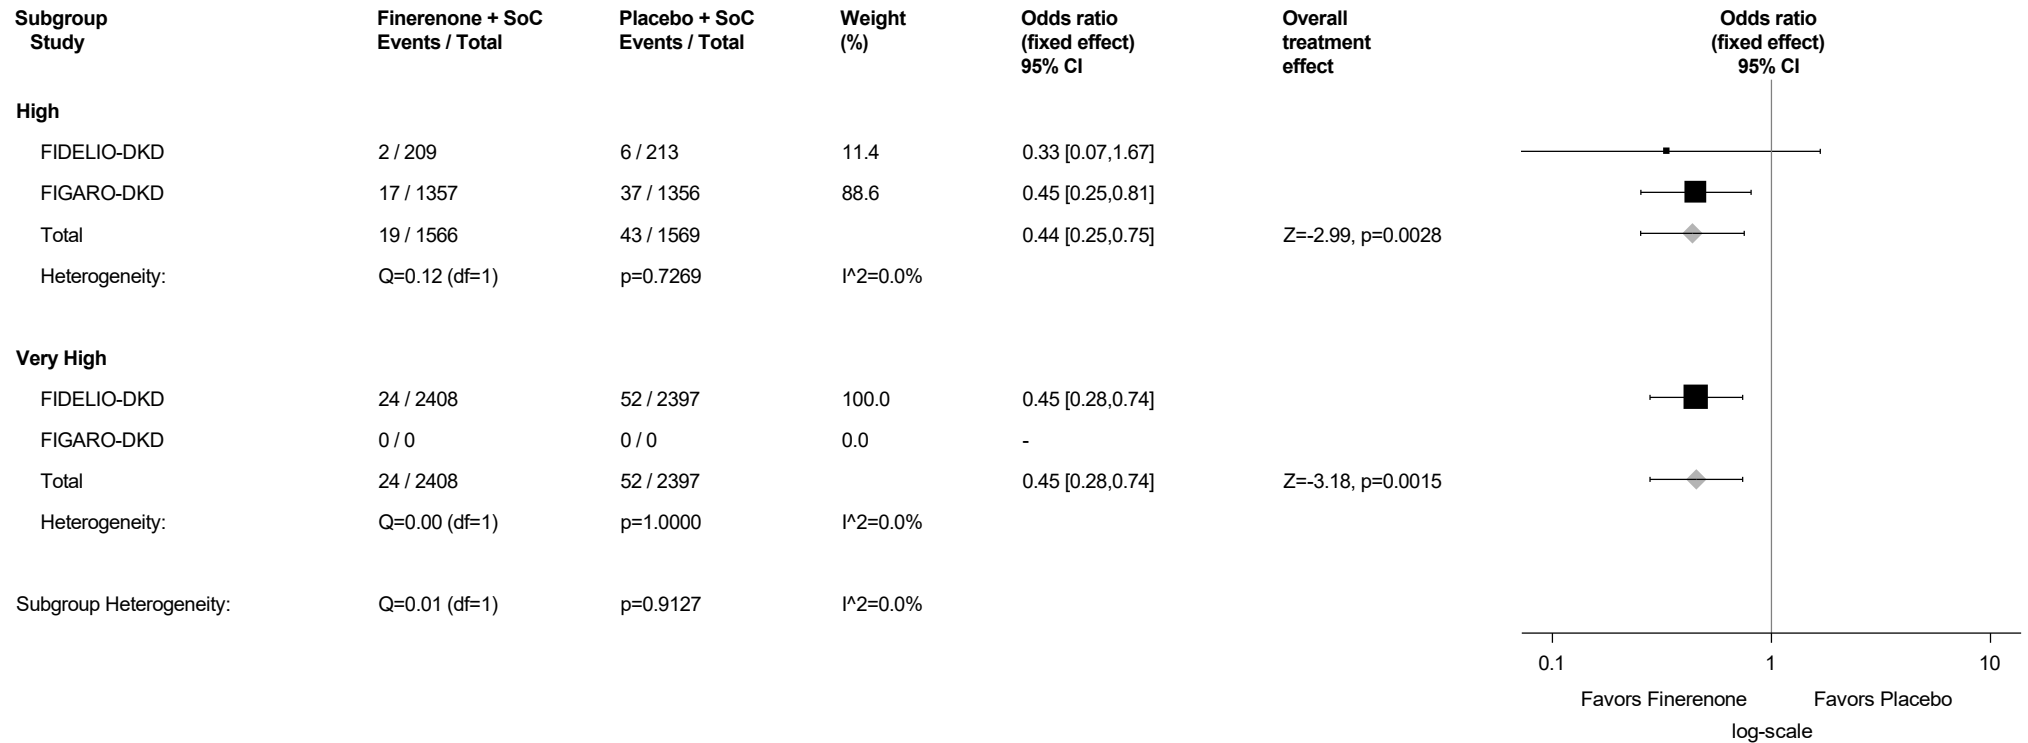 Subgroup Finerenone + SoC Placebo + SoC Weight Odds ratio Overall Odds ratio
Study Events / Total Events / Total (%) (fixed effect) treatment (fixed effect)
95% CI effect 95% CI
High
FIDELIO-DKD 2 / 209 6 / 213 11.4 0.33 [0.07,1.67]
FIGARO-DKD 17 / 1357 37 / 1356 88.6 0.45 [0.25,0.81]
Total 19 / 1566 43 / 1569 0.44 [0.25,0.75] Z=-2.99, p=0.0028
Heterogeneity: Q=0.12 (df=1) p=0.7269 I^2=0.0%
Very High
FIDELIO-DKD 24 / 2408 52 / 2397 100.0 0.45 [0.28,0.74]
FIGARO-DKD 0 / 0 0 / 0 0.0 -
Total 24 / 2408 52 / 2397 0.45 [0.28,0.74] Z=-3.18, p=0.0015
Heterogeneity: Q=0.00 (df=1) p=1.0000 I^2=0.0%
Subgroup Heterogeneity: Q=0.01 (df=1) p=0.9127 I^2=0.0%
0.1 1 10
Favors Finerenone Favors Placebo
log-scale